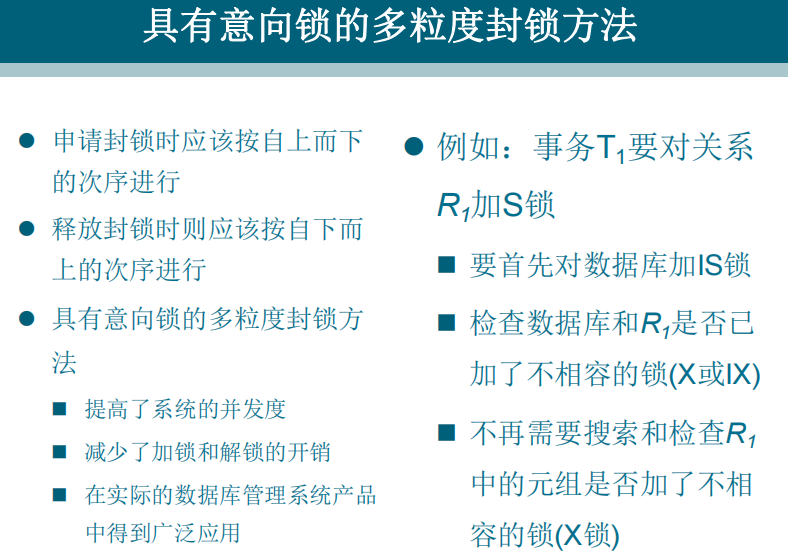 具有意向锁的多粒度封锁方法
申请封锁时应该按自上而下
的次序进行
释放封锁时则应该按自下而
上的次序进行
具有意向锁的多粒度封锁方
法
提高了系统的并发度
减少了加锁和解锁的开销
在实际的数据库管理系统产品
中得到广泛应用
例如：事务T1要对关系
R1加S锁
要首先对数据库加IS锁
检查数据库和R1是否已
加了不相容的锁(X或IX)
不再需要搜索和检查R1
中的元组是否加了不相
容的锁(X锁)